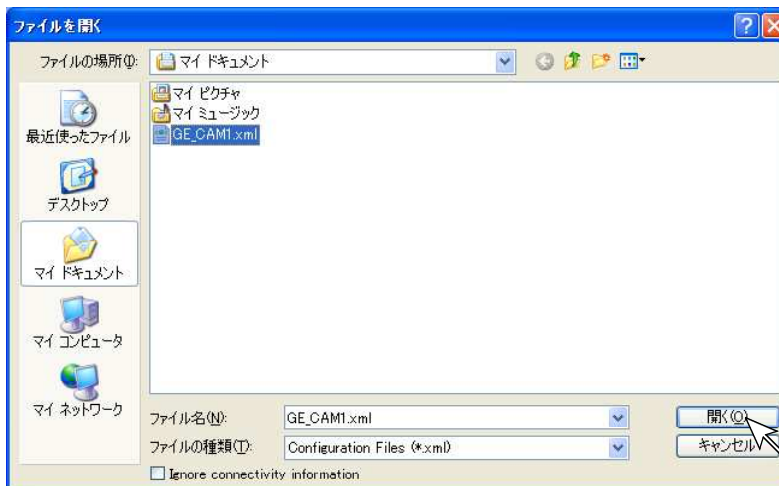 ファイルを開く
ファイルの場所(I):
マイ ドキュメント
最近使ったファイル
デスクトップ
マイ ドキュメント
マイ コンピュータ
マイ ネットワーク
マイ ピクチャ
マイ ミュージック
GE_CAM1.xml
ファイル名(N):
GE_CAM1.xml
開く(O)
ファイルの種類(T):
Configuration Files (*.xml)
キャンセル
Ignore connectivity information